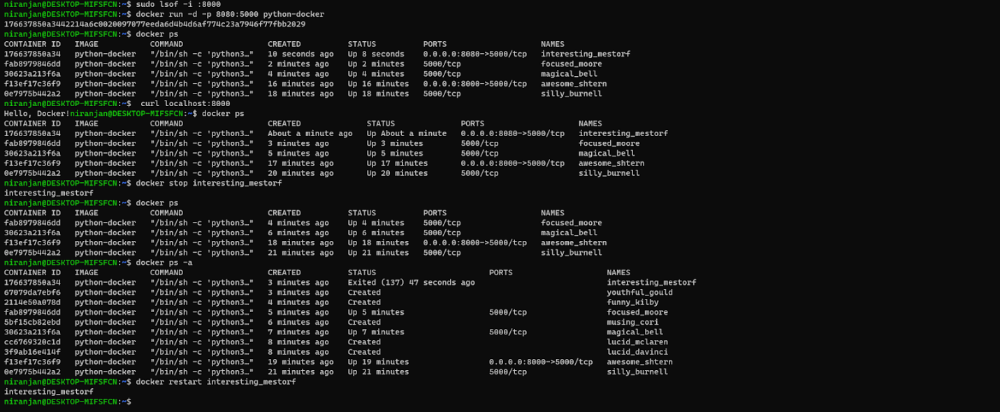 niranjan@DESKTOP-MIFSFCN:~$ sudo lsof -i :8000
niranjan@DESKTOP-MIFSFCN:~$ docker run -d -p 8080:5000 python-docker
176637850a3442214a6c0020097077eeda6d4b4d6af774c23a7946f77fbb2029
niranjan@DESKTOP-MIFSFCN:~$ docker ps
CONTAINER ID   IMAGE           COMMAND                  CREATED          STATUS          PORTS                    NAMES
176637850a34   python-docker   "/bin/sh -c 'python3…"   10 seconds ago   Up 8 seconds    0.0.0.0:8080->5000/tcp   interesting_mestorf
fab8979846dd   python-docker   "/bin/sh -c 'python3…"   2 minutes ago    Up 2 minutes    5000/tcp                 focused_moore
30623a213f6a   python-docker   "/bin/sh -c 'python3…"   4 minutes ago    Up 4 minutes    5000/tcp                 magical_bell
f13ef17c36f9   python-docker   "/bin/sh -c 'python3…"   16 minutes ago   Up 16 minutes   0.0.0.0:8000->5000/tcp   awesome_shtern
0e7975b442a2   python-docker   "/bin/sh -c 'python3…"   18 minutes ago   Up 18 minutes   5000/tcp                 silly_burnell
niranjan@DESKTOP-MIFSFCN:~$  curl localhost:8000
Hello, Docker!niranjan@DESKTOP-MIFSFCN:~$ docker ps
CONTAINER ID   IMAGE           COMMAND                  CREATED              STATUS              PORTS                    NAMES
176637850a34   python-docker   "/bin/sh -c 'python3…"   About a minute ago   Up About a minute   0.0.0.0:8080->5000/tcp   interesting_mestorf
fab8979846dd   python-docker   "/bin/sh -c 'python3…"   3 minutes ago        Up 3 minutes        5000/tcp                 focused_moore
30623a213f6a   python-docker   "/bin/sh -c 'python3…"   5 minutes ago        Up 5 minutes        5000/tcp                 magical_bell
f13ef17c36f9   python-docker   "/bin/sh -c 'python3…"   17 minutes ago       Up 17 minutes       0.0.0.0:8000->5000/tcp   awesome_shtern
0e7975b442a2   python-docker   "/bin/sh -c 'python3…"   20 minutes ago       Up 20 minutes       5000/tcp                 silly_burnell
niranjan@DESKTOP-MIFSFCN:~$ docker stop interesting_mestorf
interesting_mestorf
niranjan@DESKTOP-MIFSFCN:~$ docker ps
CONTAINER ID   IMAGE           COMMAND                  CREATED          STATUS          PORTS                    NAMES
fab8979846dd   python-docker   "/bin/sh -c 'python3…"   4 minutes ago    Up 4 minutes    5000/tcp                 focused_moore
30623a213f6a   python-docker   "/bin/sh -c 'python3…"   6 minutes ago    Up 6 minutes    5000/tcp                 magical_bell
f13ef17c36f9   python-docker   "/bin/sh -c 'python3…"   18 minutes ago   Up 18 minutes   0.0.0.0:8000->5000/tcp   awesome_shtern
0e7975b442a2   python-docker   "/bin/sh -c 'python3…"   21 minutes ago   Up 21 minutes   5000/tcp                 silly_burnell
niranjan@DESKTOP-MIFSFCN:~$ docker ps -a
CONTAINER ID   IMAGE           COMMAND                  CREATED          STATUS                        PORTS                    NAMES
176637850a34   python-docker   "/bin/sh -c 'python3…"   3 minutes ago    Exited (137) 47 seconds ago                            interesting_mestorf
67079da7ebf6   python-docker   "/bin/sh -c 'python3…"   3 minutes ago    Created                                                youthful_gould
2114e50a078d   python-docker   "/bin/sh -c 'python3…"   4 minutes ago    Created                                                funny_kilby
fab8979846dd   python-docker   "/bin/sh -c 'python3…"   5 minutes ago    Up 5 minutes                  5000/tcp                 focused_moore
5bf15cb82ebd   python-docker   "/bin/sh -c 'python3…"   6 minutes ago    Created                                                musing_cori
30623a213f6a   python-docker   "/bin/sh -c 'python3…"   7 minutes ago    Up 7 minutes                  5000/tcp                 magical_bell
cc6769320c1d   python-docker   "/bin/sh -c 'python3…"   8 minutes ago    Created                                                lucid_mclaren
3f9ab16e414f   python-docker   "/bin/sh -c 'python3…"   8 minutes ago    Created                                                lucid_davinci
f13ef17c36f9   python-docker   "/bin/sh -c 'python3…"   19 minutes ago   Up 19 minutes                 0.0.0.0:8000->5000/tcp   awesome_shtern
0e7975b442a2   python-docker   "/bin/sh -c 'python3…"   21 minutes ago   Up 21 minutes                 5000/tcp                 silly_burnell
niranjan@DESKTOP-MIFSFCN:~$ docker restart interesting_mestorf
interesting_mestorf
niranjan@DESKTOP-MIFSFCN:~$